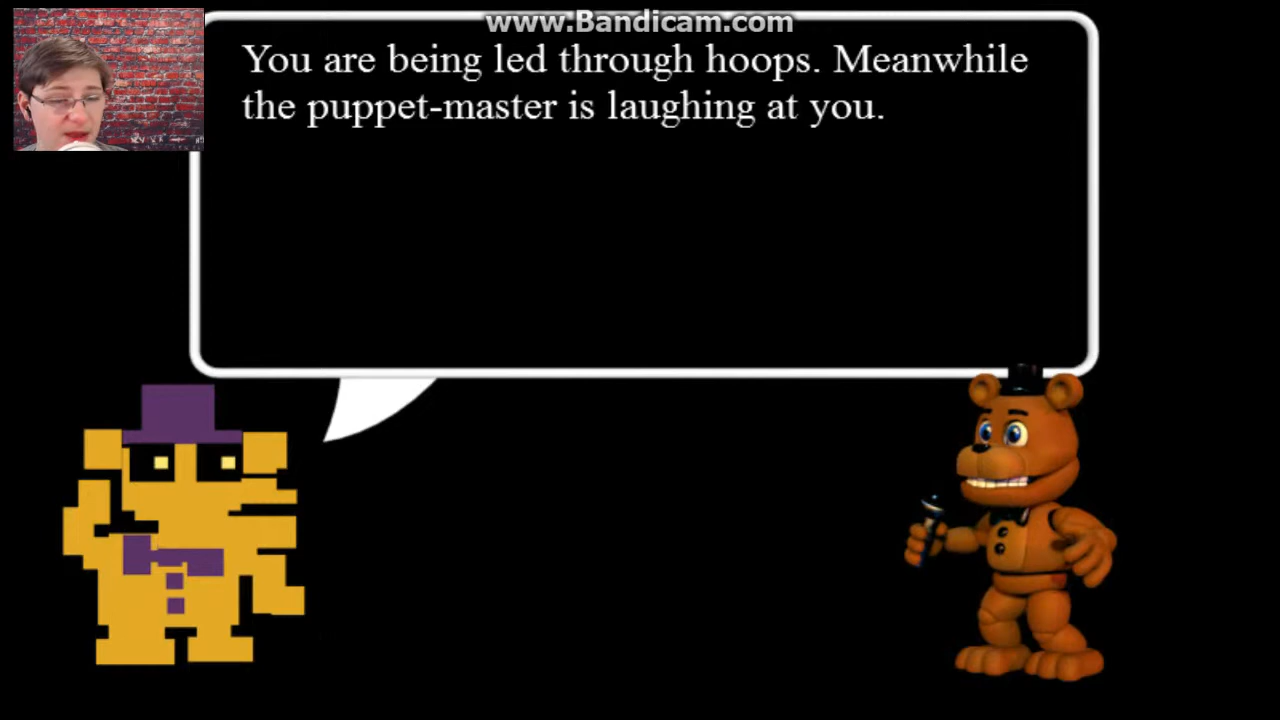 www.Bandicam.com
You are being led through hoops. Meanwhile
the puppet-master is laughing at you.